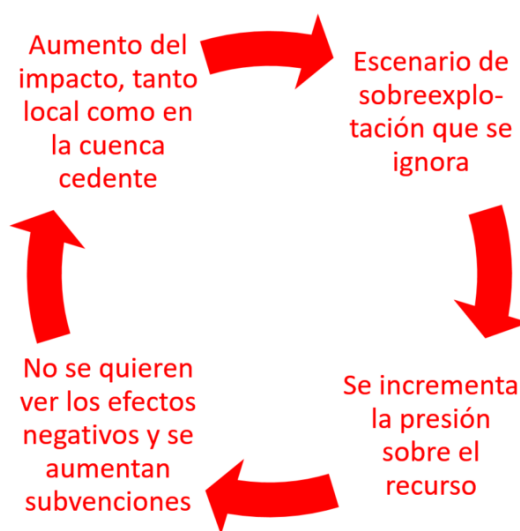 Aumento del
impacto, tanto
local como en
la cuenca
cedente
Escenario de
sobreexplo-
tación que se
ignora
Se incrementa
la presión
sobre el
recurso
No se quieren
ver los efectos
negativos y se
aumentan
subvenciones